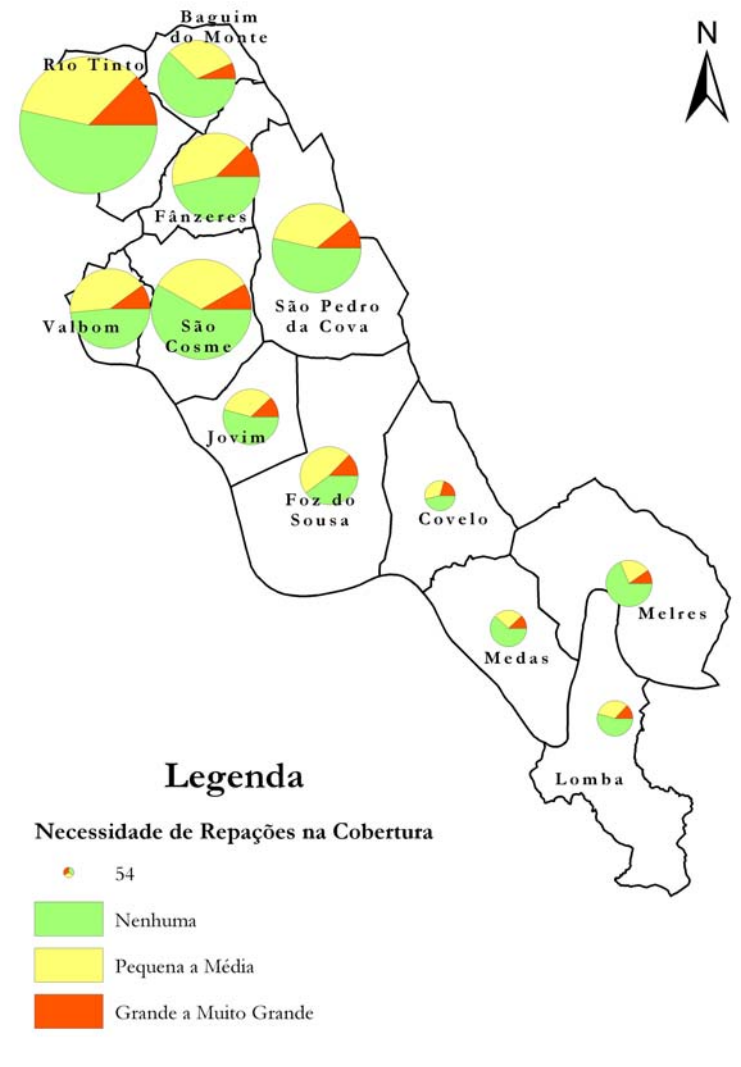 N
Baguim
do Monte
Rio Tinto
Fânzeres
São Pedro
da Cova
Valbom
São
Cosme
Jovim
Foz do
Sousa
Covelo
Melres
Medas
Lomba
Legenda
Necessidade de Repações na Cobertura
54
Nenhuma
Pequena a Média
Grande a Muito Grande